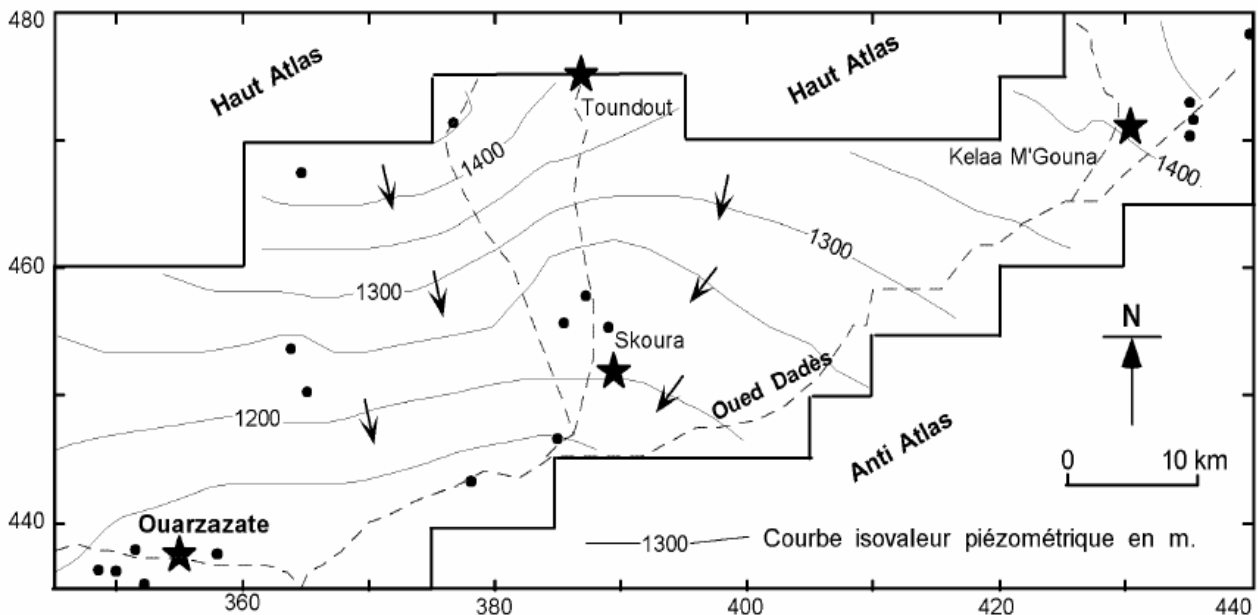 480
Haut Atlas
Haut Atlas
Toundout
1400
Kelaa M'Gouna
1400
460
1300
1300
Skoura
N
Oued Dadès
1200
Anti Atlas
0 10 km
440
Ouarzazate
1300 Courbe isovaleur piézométrique en m.
360 380 400 420 440